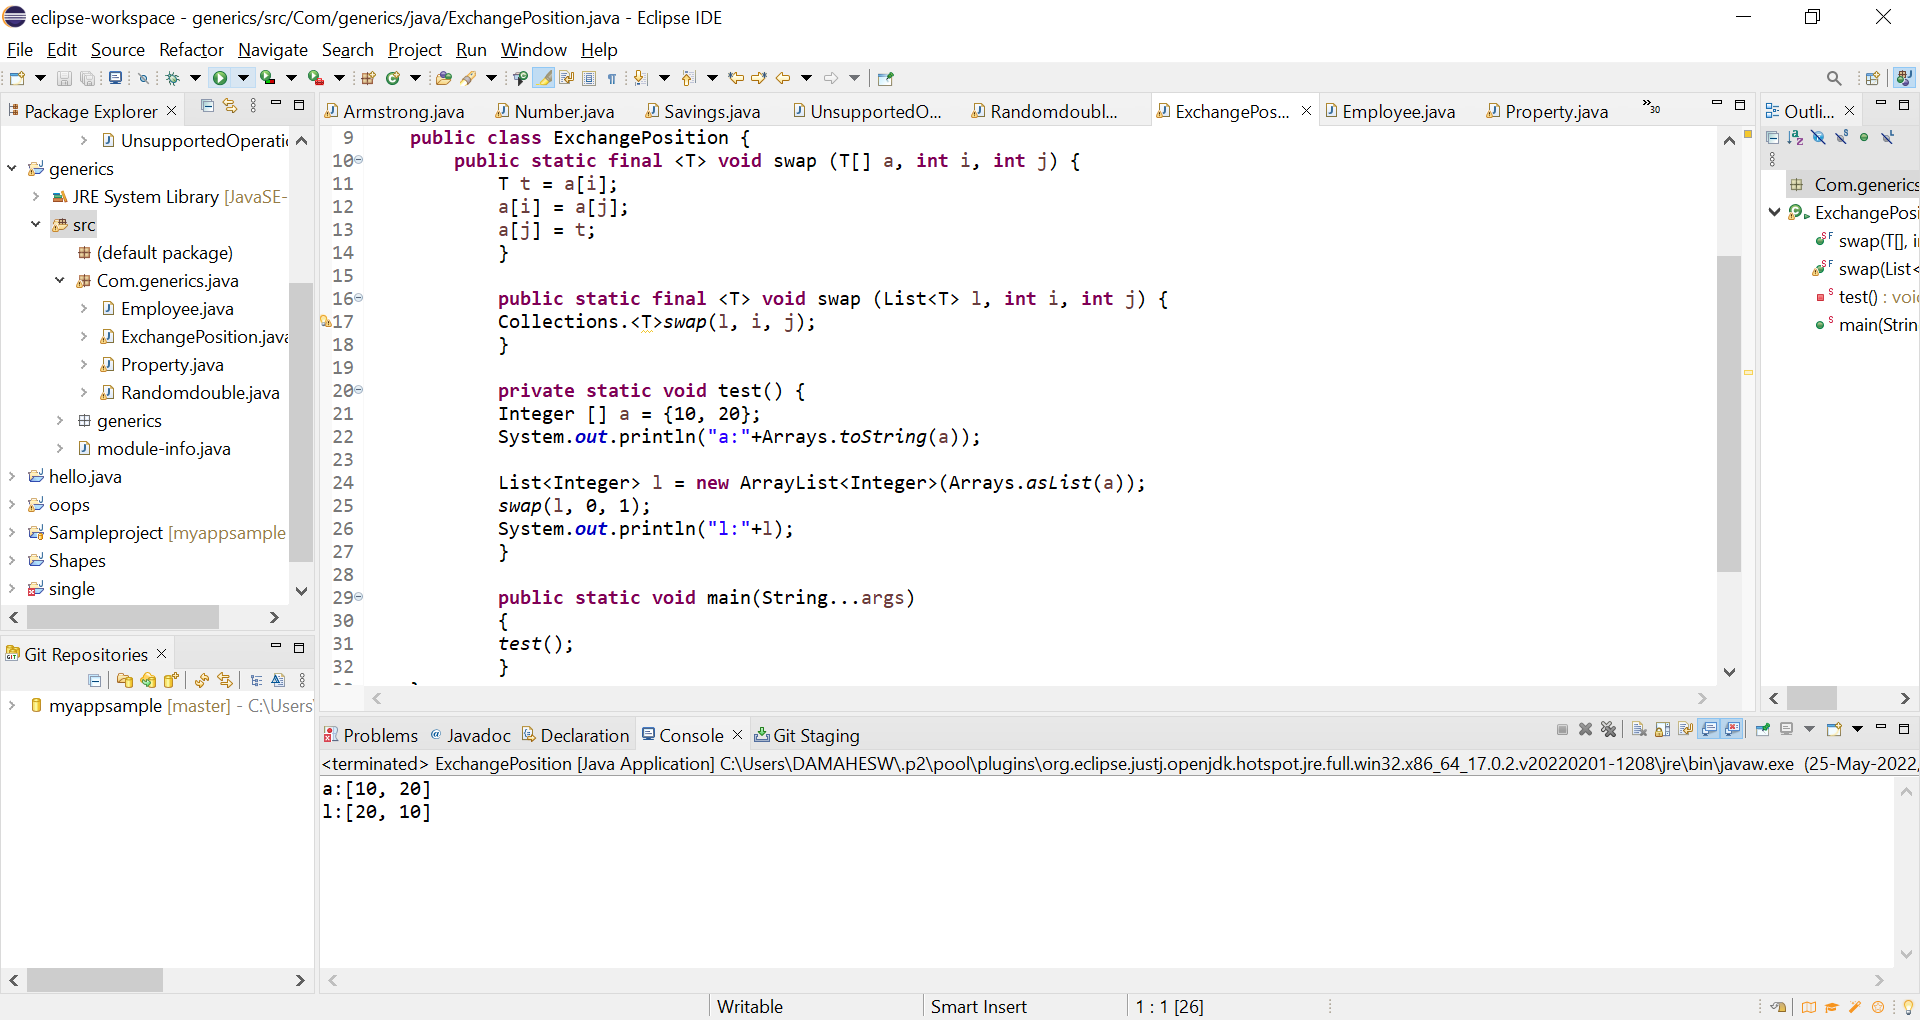 eclipse-workspace - generics/src/Com/generics/java/ExchangePosition.java - Eclipse IDE
File Edit Source Refactor Navigate Search Project Run Window Help
Package Explorer
UnsupportedOperatio
generics
JRE System Library [JavaSE-
src
(default package)
Com.generics.java
Employee.java
ExchangePosition.java
Property.java
Randomdouble.java
generics
module-info.java
hello.java
oops
Sampleproject [myappsample
Shapes
single
Git Repositories
myappsample [master] - C:\Users\
Armstrong.java Number.java Savings.java UnsupportedO... Randomdoubl... ExchangePos... Employee.java Property.java »30
9 public class ExchangePosition {
10 public static final <T> void swap (T[] a, int i, int j) {
11 T t = a[i];
12 a[i] = a[j];
13 a[j] = t;
14 }
15
16 public static final <T> void swap (List<T> l, int i, int j) {
17 Collections.<T>swap(l, i, j);
18 }
19
20 private static void test() {
21 Integer [] a = {10, 20};
22 System.out.println("a:"+Arrays.toString(a));
23
24 List<Integer> l = new ArrayList<Integer>(Arrays.asList(a));
25 swap(l, 0, 1);
26 System.out.println("l:"+l);
27 }
28
29 public static void main(String...args)
30 {
31 test();
32 }
Outli...
Com.generics
ExchangePosi
swap(T[], i
swap(List<
test() : void
main(Strin
Problems Javadoc Declaration Console Git Staging
<terminated> ExchangePosition [Java Application] C:\Users\DAMAHESW\.p2\pool\plugins\org.eclipse.justj.openjdk.hotspot.jre.full.win32.x86_64_17.0.2.v20220201-1208\jre\bin\javaw.exe (25-May-2022,
a:[10, 20]
l:[20, 10]
Writable Smart Insert 1 : 1 [26]